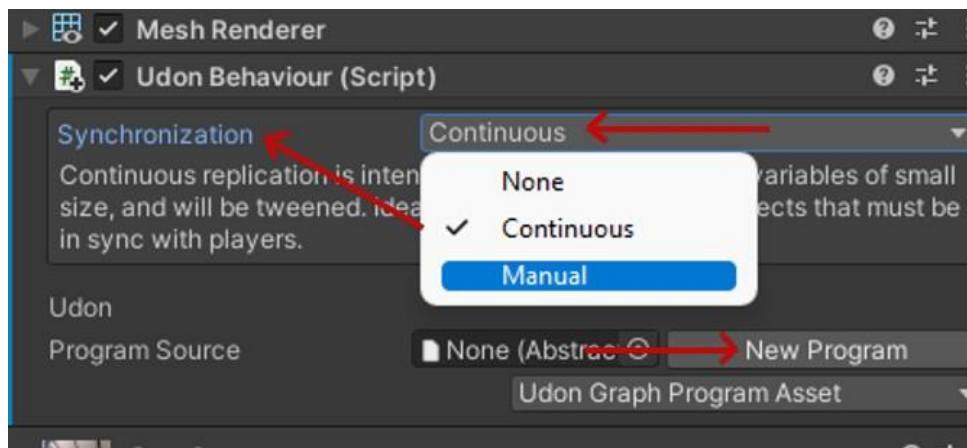 Mesh Renderer
Udon Behaviour (Script)
Synchronization Continuous
Continuous replication is inten variables of small
None
size, and will be tweened. Idea ects that must be
Continuous
in sync with players.
Manual
Udon
Program Source None (Abstrac New Program
Udon Graph Program Asset